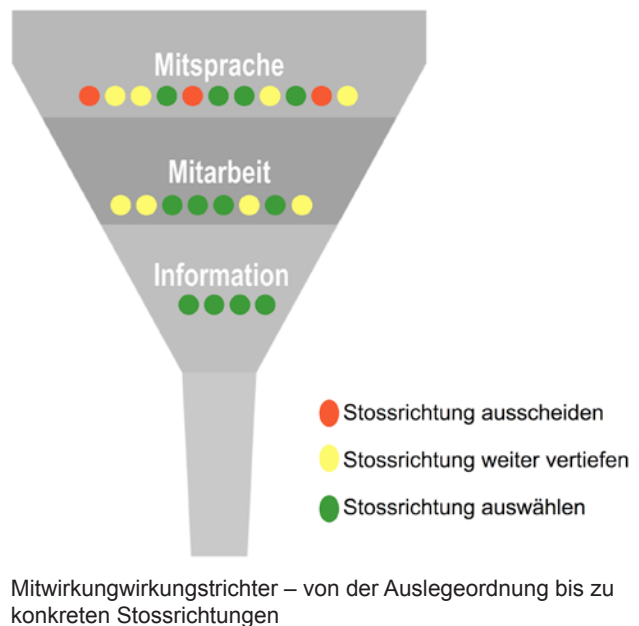 Mitsprache
Mitarbeit
Information
Stossrichtung ausscheiden
Stossrichtung weiter vertiefen
Stossrichtung auswählen
Mitwirkungwirkungstrichter – von der Auslegeordnung bis zu
konkreten Stossrichtungen